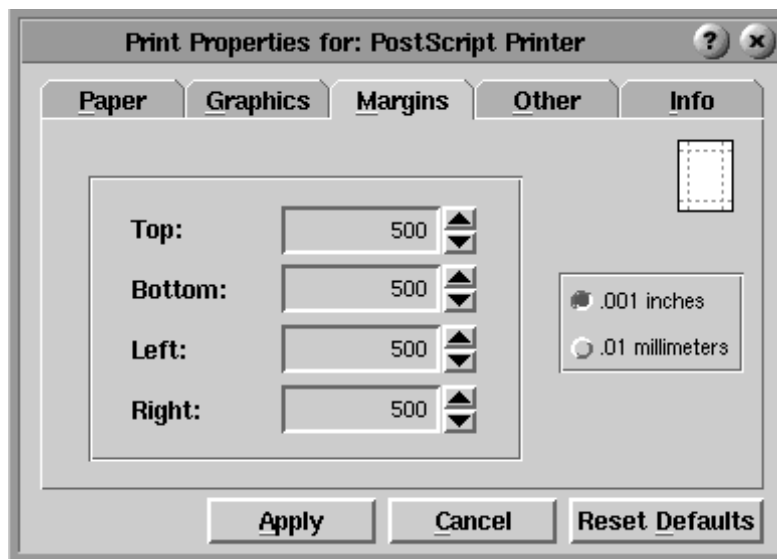 Print Properties for: PostScript Printer ? x
Paper Graphics Margins Other Info
Top: 500
Bottom: 500
Left: 500
Right: 500
.001 inches
.01 millimeters
Apply Cancel Reset Defaults